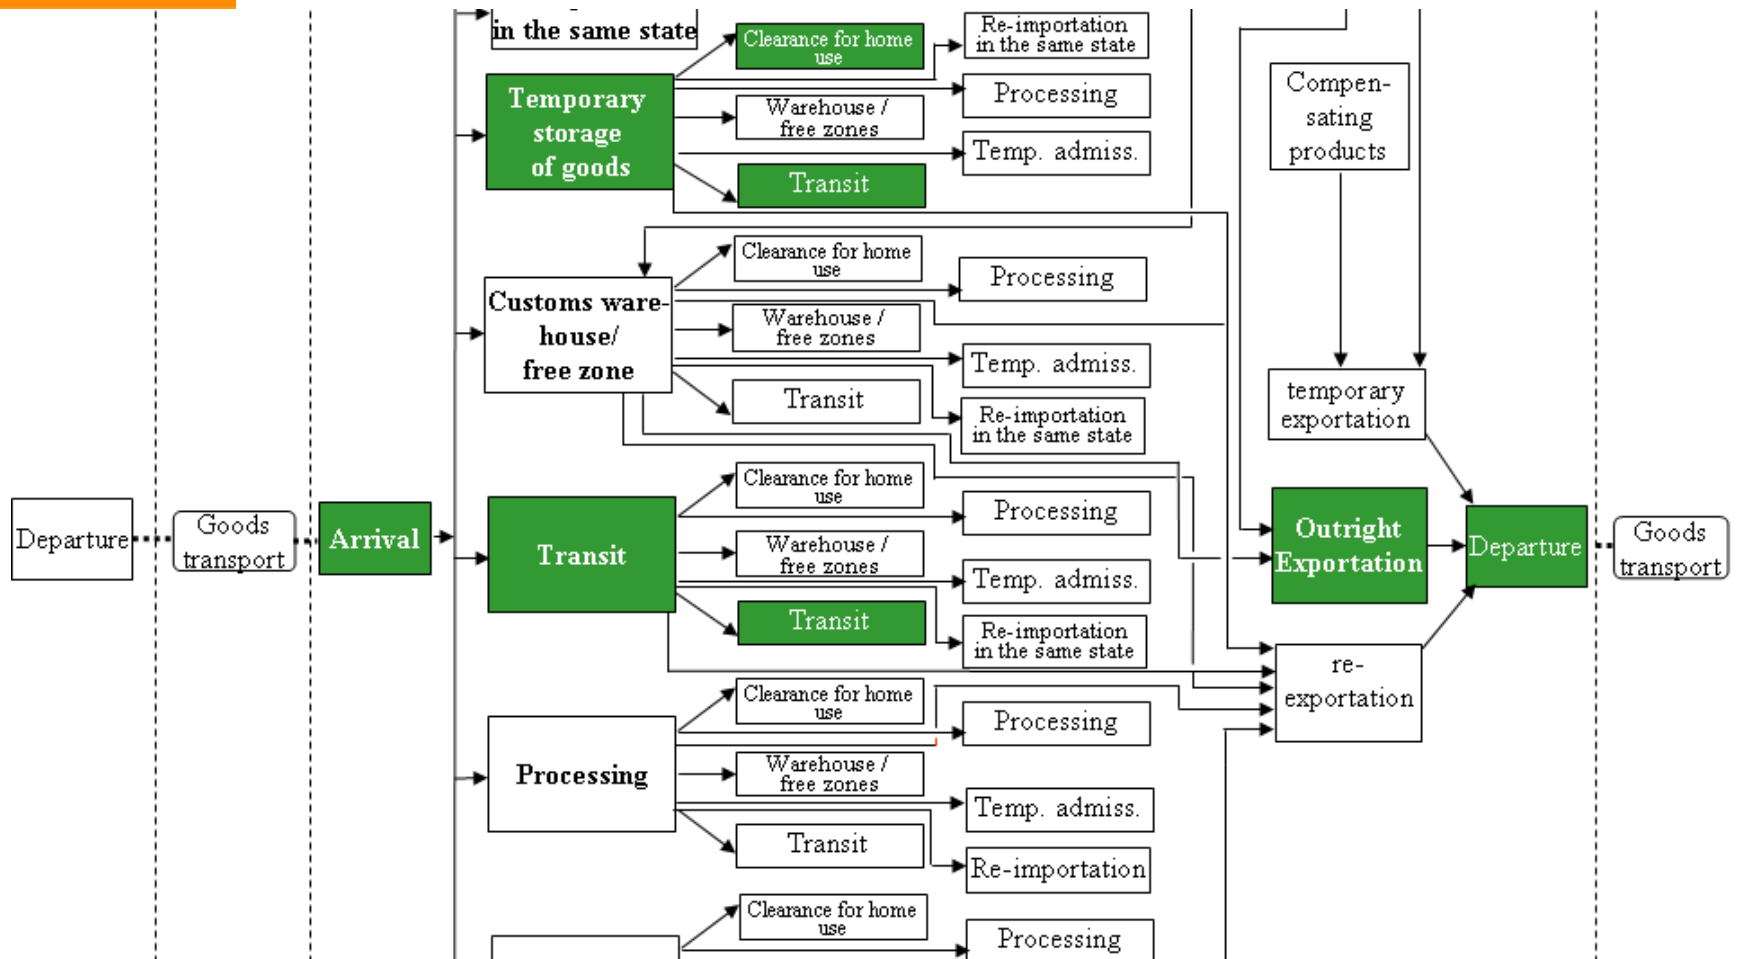 in the same state
Clearance for home
use
Re-importation
in the same state
Temporary
storage
of goods
Processing
Warehouse /
free zones
Temp. admiss.
Transit
Compen-
sating
products
Clearance for home
use
Processing
Customs ware-
house/
free zone
Warehouse /
free zones
Temp. admiss.
Transit
Re-importation
in the same state
temporary
exportation
Clearance for home
use
Processing
Departure
Goods
transport
Arrival
Transit
Warehouse /
free zones
Temp. admiss.
Transit
Re-importation
in the same state
Outright
Exportation
Departure
Goods
transport
re-
exportation
Clearance for home
use
Processing
Processing
Warehouse /
free zones
Temp. admiss.
Transit
Re-importation
Clearance for home
use
Processing